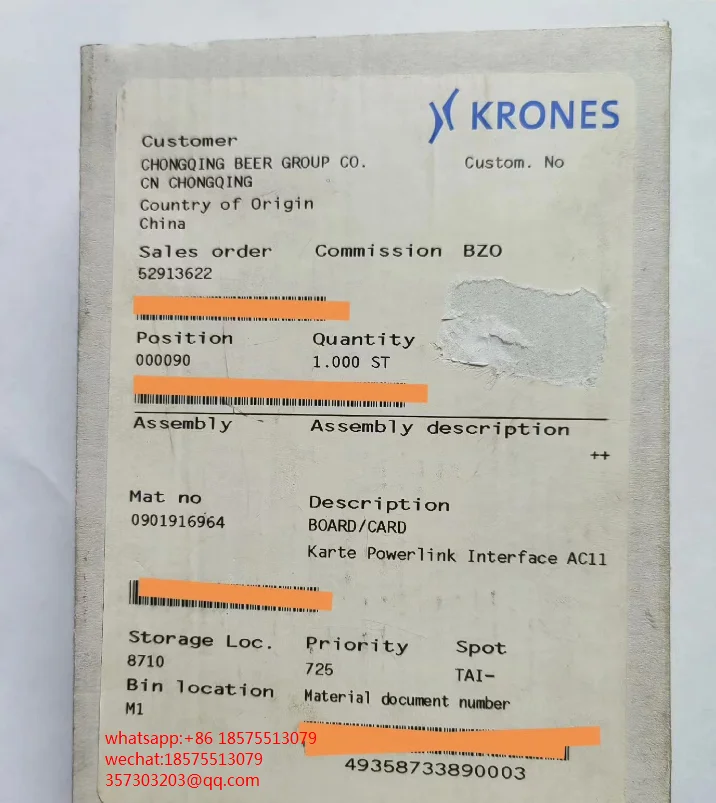 KRONES
Customer
CHONGQING BEER GROUP CO. Custom. No
CN CHONGQING
Country of Origin
China
Sales order Commission BZO
52913622
Position Quantity
000090 1.000 ST
Assembly Assembly description
++
Mat no Description
0901916964 BOARD/CARD
Karte Powerlink Interface AC11
Storage Loc. Priority Spot
8710 725 TAI-
Bin location Material document number
M1
whatsapp:+86 18575513079
wechat:18575513079
49358733890003
357303203@qq.com